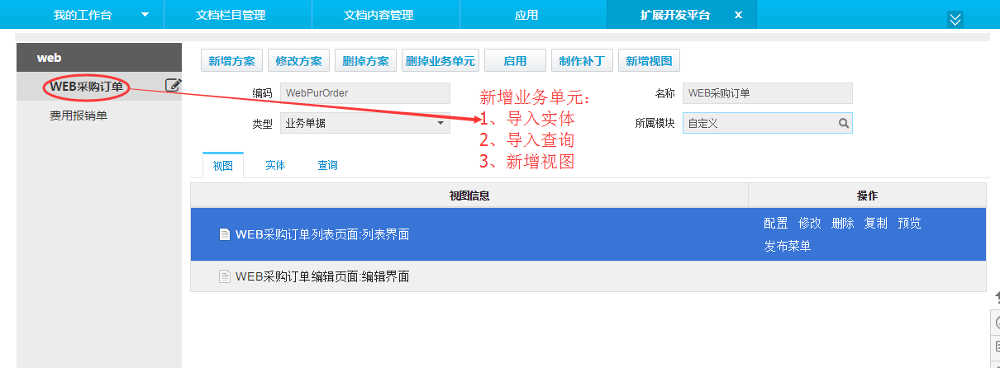 我的工作台 文档栏目管理 文档内容管理 应用 扩展开发平台 x
web
新增方案 修改方案 删掉方案 删掉业务单元 启用 制作补丁 新增视图
WEB采购订单
编码 WebPurOrder 名称 WEB采购订单
新增业务单元：
费用报销单
类型 业务单据 所属模块 自定义
1、导入实体
2、导入查询
3、新增视图
视图 实体 查询
视图信息 操作
WEB采购订单列表页面:列表界面 配置 修改 删除 复制 预览
发布菜单
WEB采购订单编辑页面:编辑界面